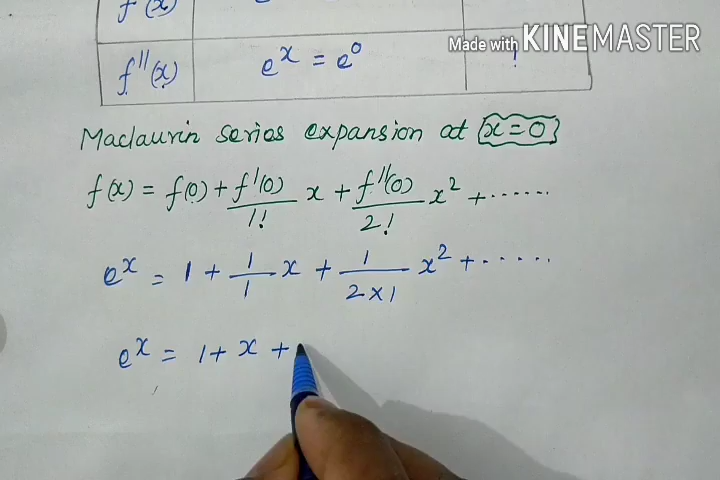 f'(x)
Made with KINEMASTER
f''(x) e^x = e^0 1
Maclaurin series expansion at x=0
f(x) = f(0) + f'(0)/1! x + f''(0)/2! x^2 + ......
e^x = 1 + 1/1 x + 1/2×1 x^2 + ......
e^x = 1 + x +